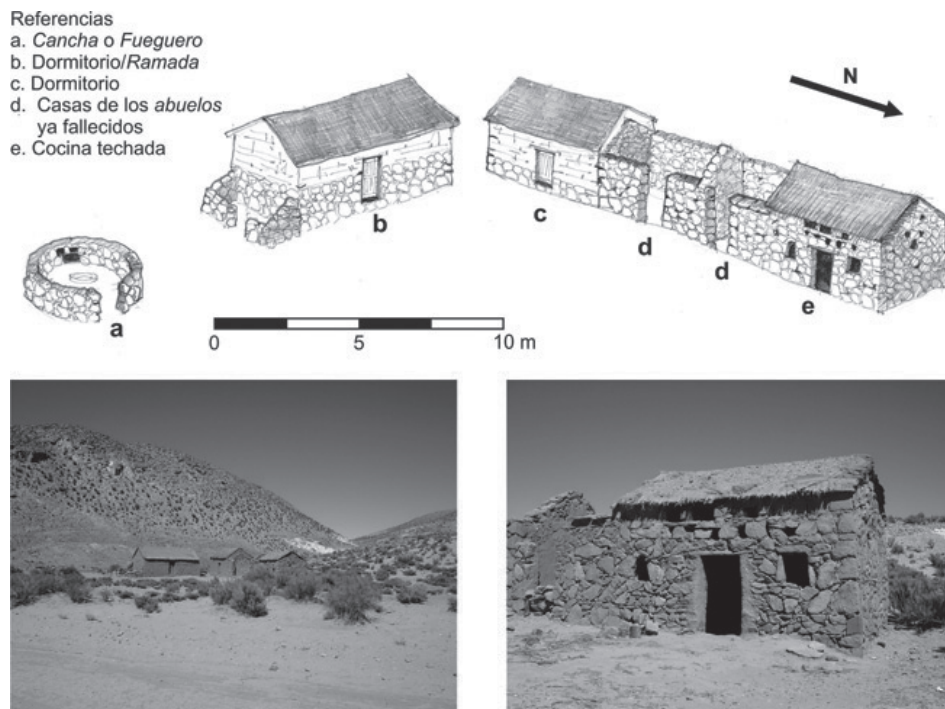 Referencias
a. Cancha o Fueguero
b. Dormitorio/Ramada
c. Dormitorio
d. Casas de los abuelos
ya fallecidos
e. Cocina techada
N
b
c
d
d
e
a
0 5 10 m